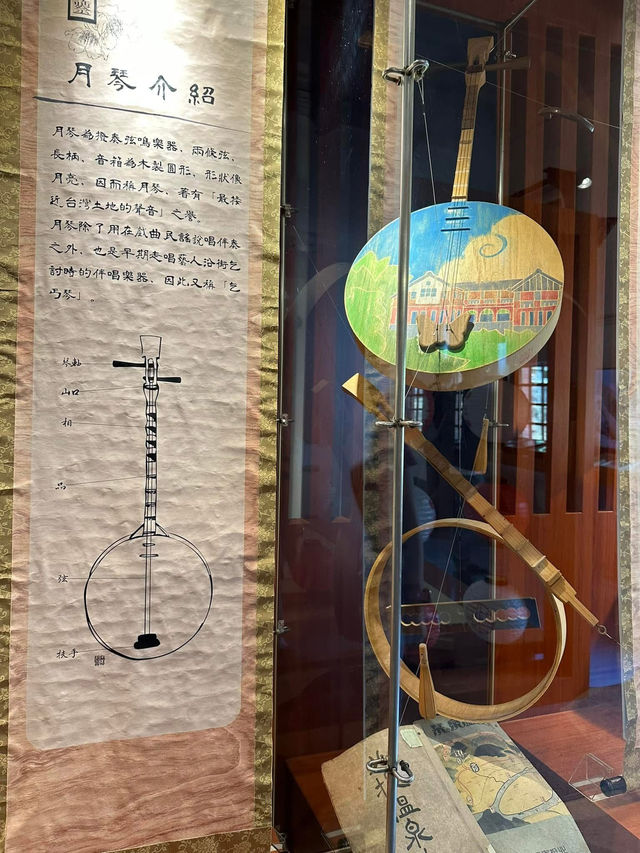 月琴介紹
月琴為撥奏弦鳴樂器、兩條弦、
長柄、音箱為木製圓形，形狀像
月亮，因而稱月琴，著有「最接
近台灣土地的聲音」之譽。
月琴除了用在戲曲民謠說唱伴奏
之外，也是早期走唱藝人沿街乞
討時的伴唱樂器，因此又稱「乞
丐琴」。
琴軸
山口
相
品
弦
扶手
溫泉